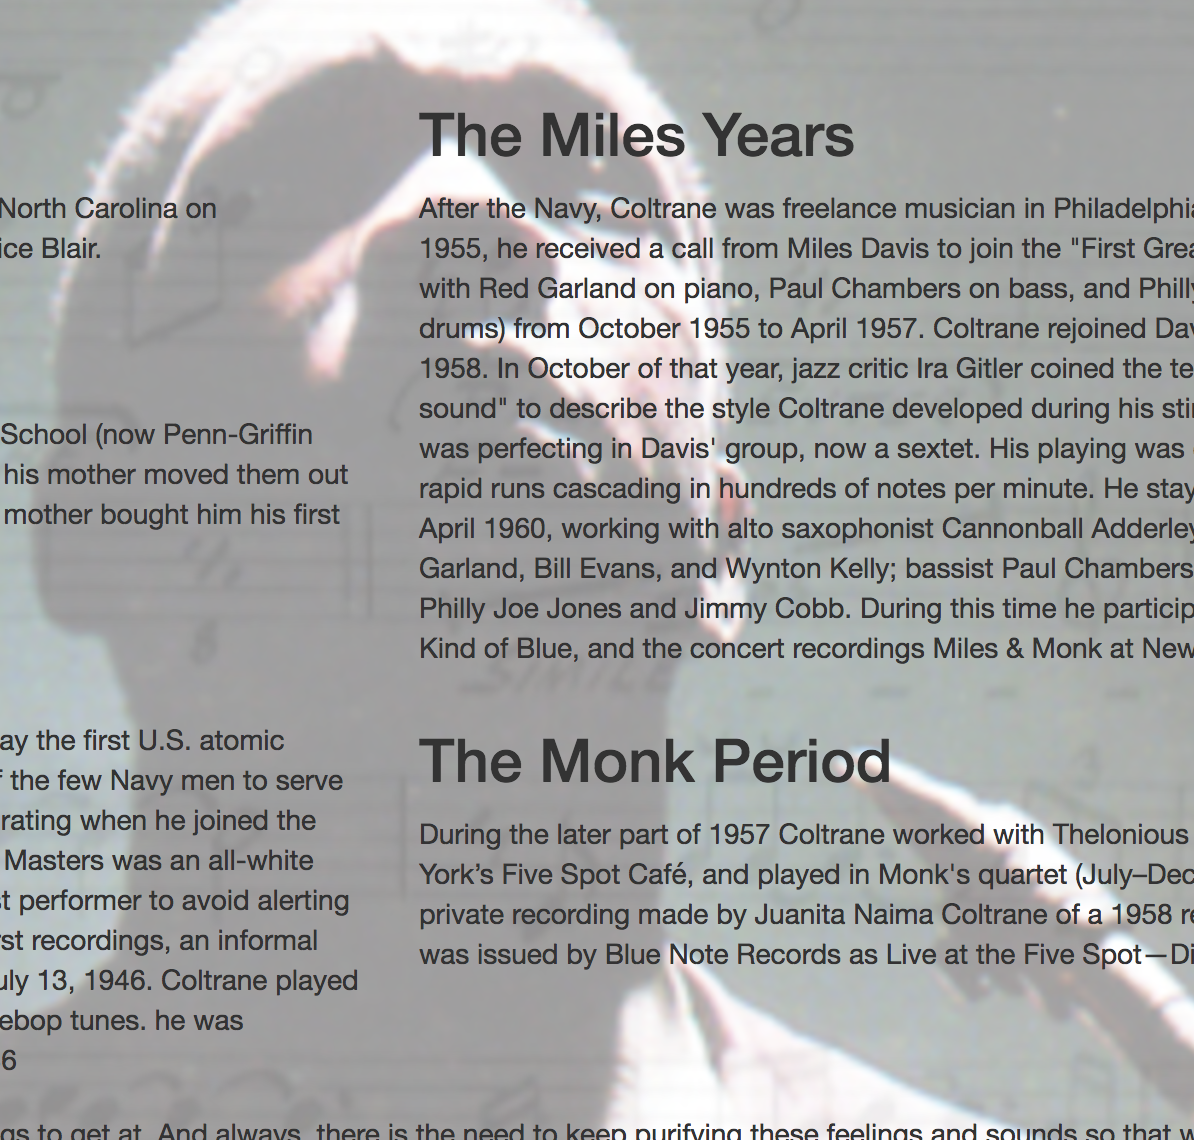 North Carolina on
ice Blair.
School (now Penn-Griffin
his mother moved them out
mother bought him his first
ay the first U.S. atomic
f the few Navy men to serve
rating when he joined the
Masters was an all-white
st performer to avoid alerting
rst recordings, an informal
uly 13, 1946. Coltrane played
ebop tunes. he was
6
The Miles Years
After the Navy, Coltrane was freelance musician in Philadelphia
1955, he received a call from Miles Davis to join the "First Grea
with Red Garland on piano, Paul Chambers on bass, and Philly
drums) from October 1955 to April 1957. Coltrane rejoined Dav
1958. In October of that year, jazz critic Ira Gitler coined the te
sound" to describe the style Coltrane developed during his stin
was perfecting in Davis' group, now a sextet. His playing was
rapid runs cascading in hundreds of notes per minute. He stay
April 1960, working with alto saxophonist Cannonball Adderley
Garland, Bill Evans, and Wynton Kelly; bassist Paul Chambers
Philly Joe Jones and Jimmy Cobb. During this time he particip
Kind of Blue, and the concert recordings Miles & Monk at New
SIMILE
The Monk Period
During the later part of 1957 Coltrane worked with Thelonious
York’s Five Spot Café, and played in Monk's quartet (July–Dec
private recording made by Juanita Naima Coltrane of a 1958 re
was issued by Blue Note Records as Live at the Five Spot—Di
gs to get at. And always, there is the need to keep purifying these feelings and sounds so that w